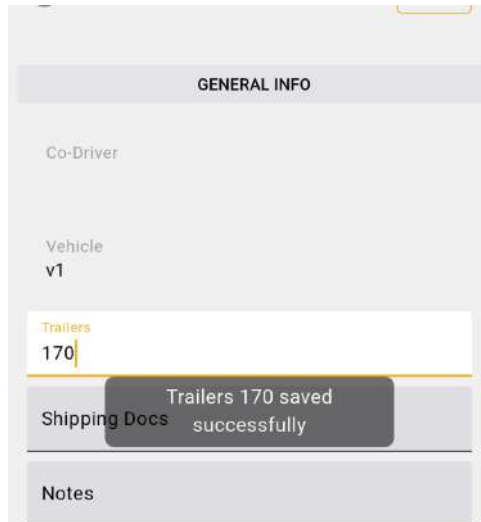 GENERAL INFO
Co-Driver
Vehicle
v1
Trailers
170
Trailers 170 saved
successfully
Shipping Docs
Notes